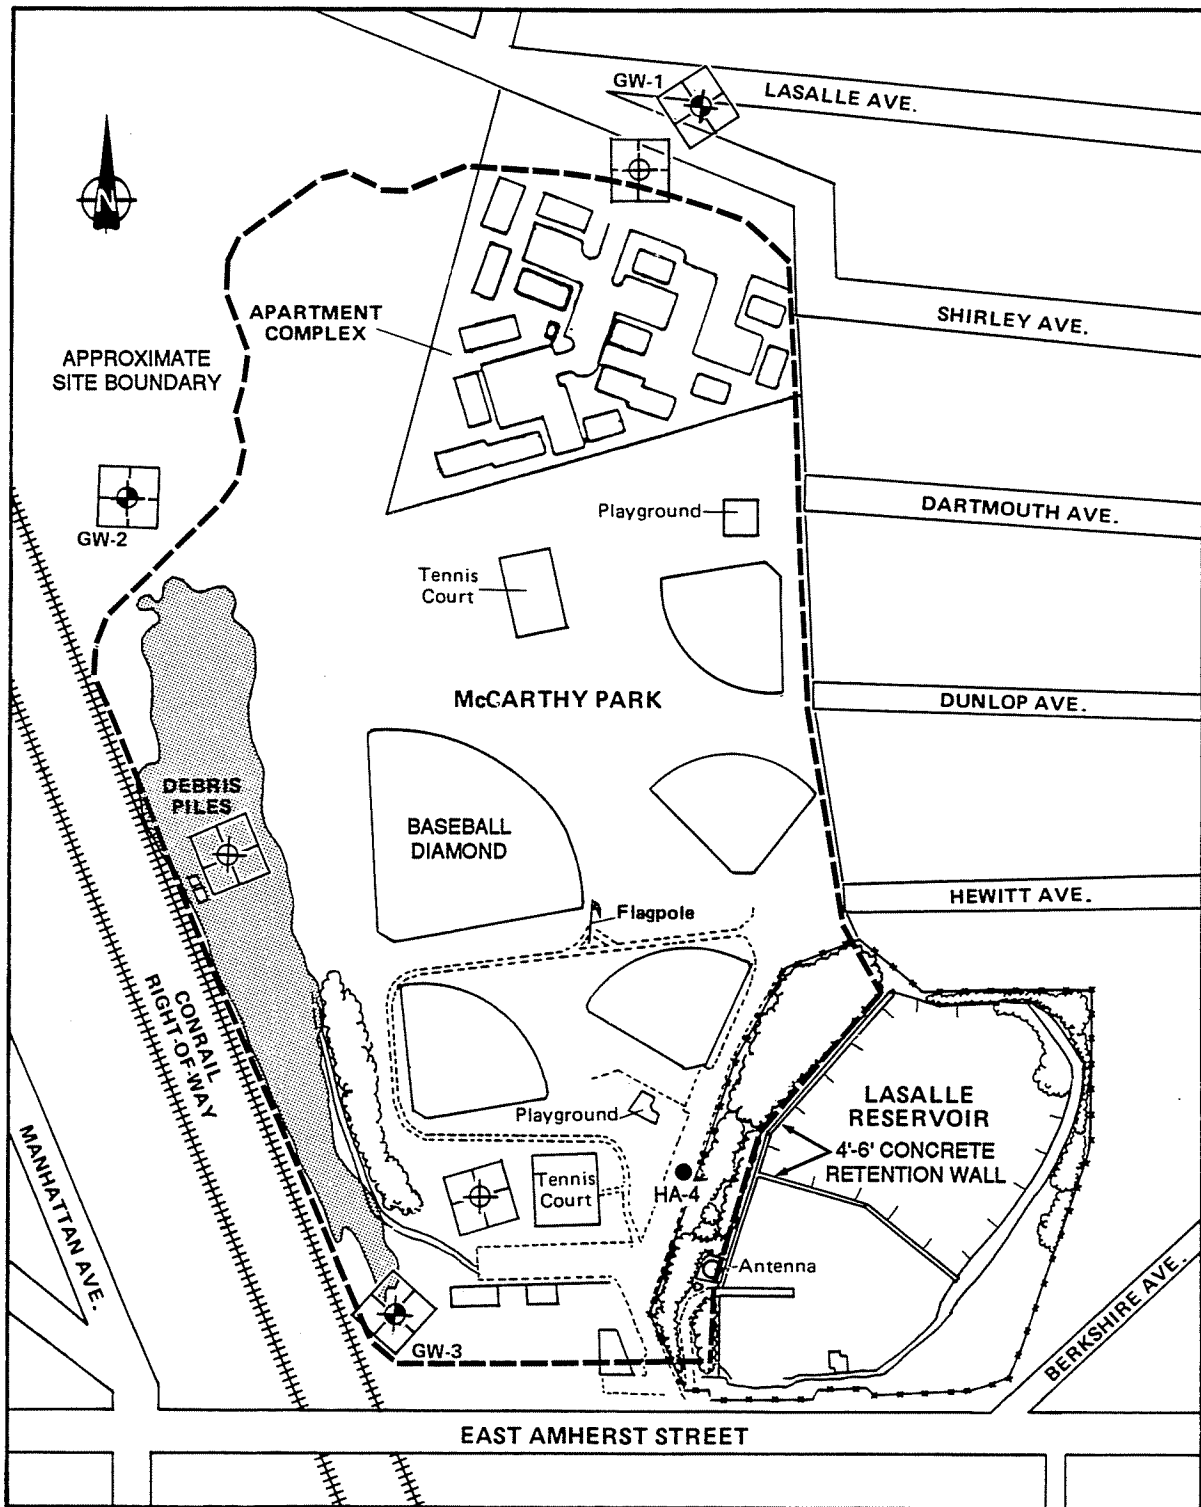 GW-1
LASALLE AVE.
N
APARTMENT
COMPLEX
SHIRLEY AVE.
APPROXIMATE
SITE BOUNDARY
Playground
DARTMOUTH AVE.
GW-2
Tennis
Court
McCARTHY PARK
DUNLOP AVE.
DEBRIS
PILES
BASEBALL
DIAMOND
HEWITT AVE.
Flagpole
CONRAIL
RIGHT-OF-WAY
LASALLE
RESERVOIR
Playground
4'-6' CONCRETE
RETENTION WALL
MANHATTAN AVE.
Tennis
Court
HA-4
Antenna
BERKSHIRE AVE.
GW-3
EAST AMHERST STREET